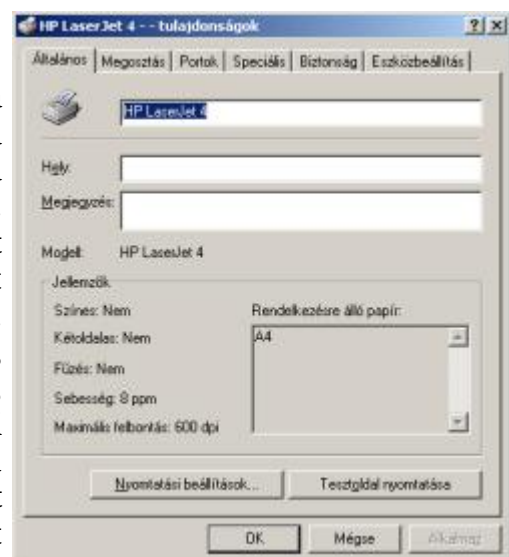 HP LaserJet 4 - - tulajdonságok
Általános Megosztás Portok Speciális Biztonság Eszközbeállítás
HP LaserJet 4
Hely:
Megjegyzés:
Modell: HP LaserJet 4
Jellemzők
Színes: Nem
Rendelkezésre álló papír:
Kétoldalas: Nem
A4
Fűzés: Nem
Sebesség: 8 ppm
Maximális felbontás: 600 dpi
Nyomtatási beállítások... Tesztoldal nyomtatása
OK Mégse Alkalmaz